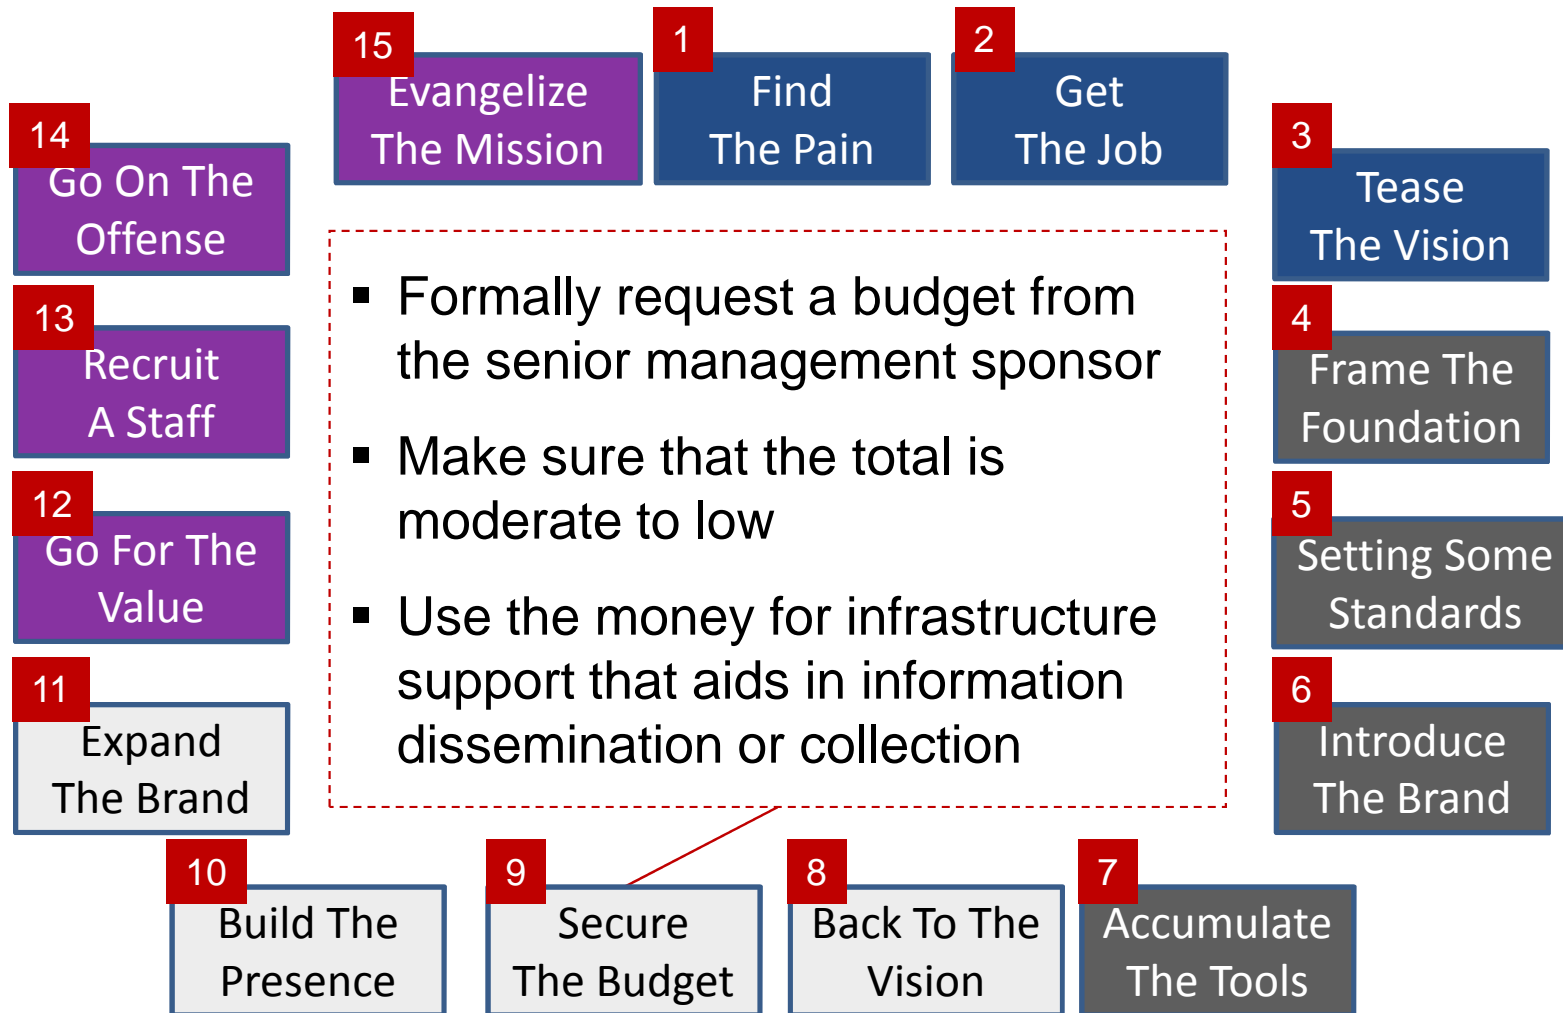 15
Evangelize
The Mission
1
Find
The Pain
2
Get
The Job
3
Tease
The Vision
4
Frame The
Foundation
5
Setting Some
Standards
6
Introduce
The Brand
7
Accumulate
The Tools
8
Back To The
Vision
9
Secure
The Budget
10
Build The
Presence
11
Expand
The Brand
12
Go For The
Value
13
Recruit
A Staff
14
Go On The
Offense
▪ Formally request a budget from
the senior management sponsor
▪ Make sure that the total is
moderate to low
▪ Use the money for infrastructure
support that aids in information
dissemination or collection